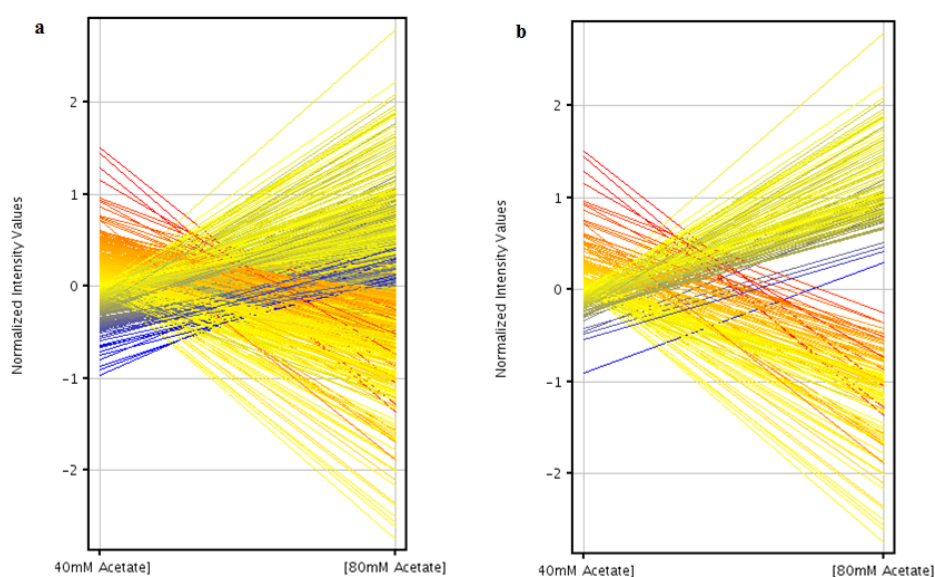 a
b
Normalized Intensity Values
2
1
0
−1
−2
40mM Acetate]
[80mM Acetate]
Normalized Intensity Values
2
1
0
−1
−2
40mM Acetate]
[80mM Acetate]